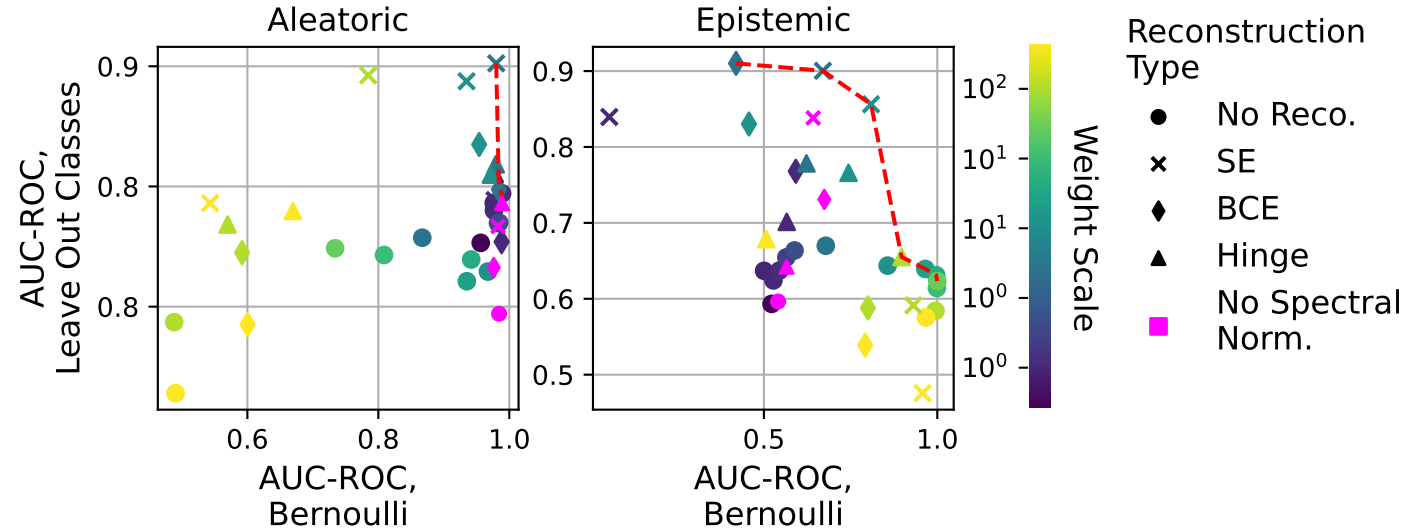 Aleatoric
Epistemic
AUC-ROC,
Leave Out Classes
0.9
0.8
0.8
0.6
0.8
1.0
AUC-ROC,
Bernoulli
0.9
0.8
0.7
0.6
0.5
0.5
1.0
AUC-ROC,
Bernoulli
10²
10¹
10¹
10⁰
10⁰
Weight Scale
Reconstruction
Type
No Reco.
SE
BCE
Hinge
No Spectral
Norm.